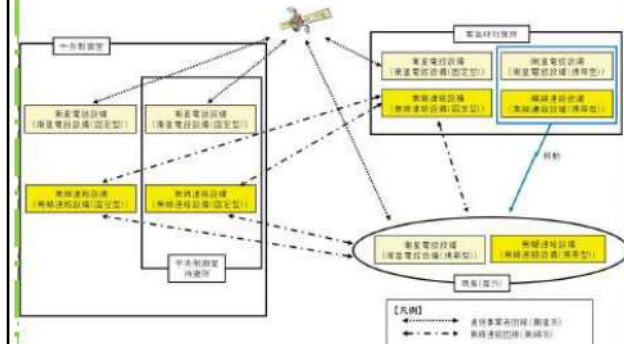 中央制御室
緊急時対策所
衛星電話設備
(衛星電話設備(固定型))
衛星電話設備
(衛星電話設備(携帯型))
無線連絡設備
(無線連絡設備(固定型))
無線連絡設備
(無線連絡設備(携帯型))
衛星電話設備
(衛星電話設備(固定型))
衛星電話設備
(衛星電話設備(固定型))
移動
無線連絡設備
(無線連絡設備(固定型))
無線連絡設備
(無線連絡設備(固定型))
中央制御室
待避所
衛星電話設備
(衛星電話設備(携帯型))
無線連絡設備
(無線連絡設備(携帯型))
現場(屋外)
【凡例】
通信事業者回線(衛星系)
無線連絡回線(無線系)